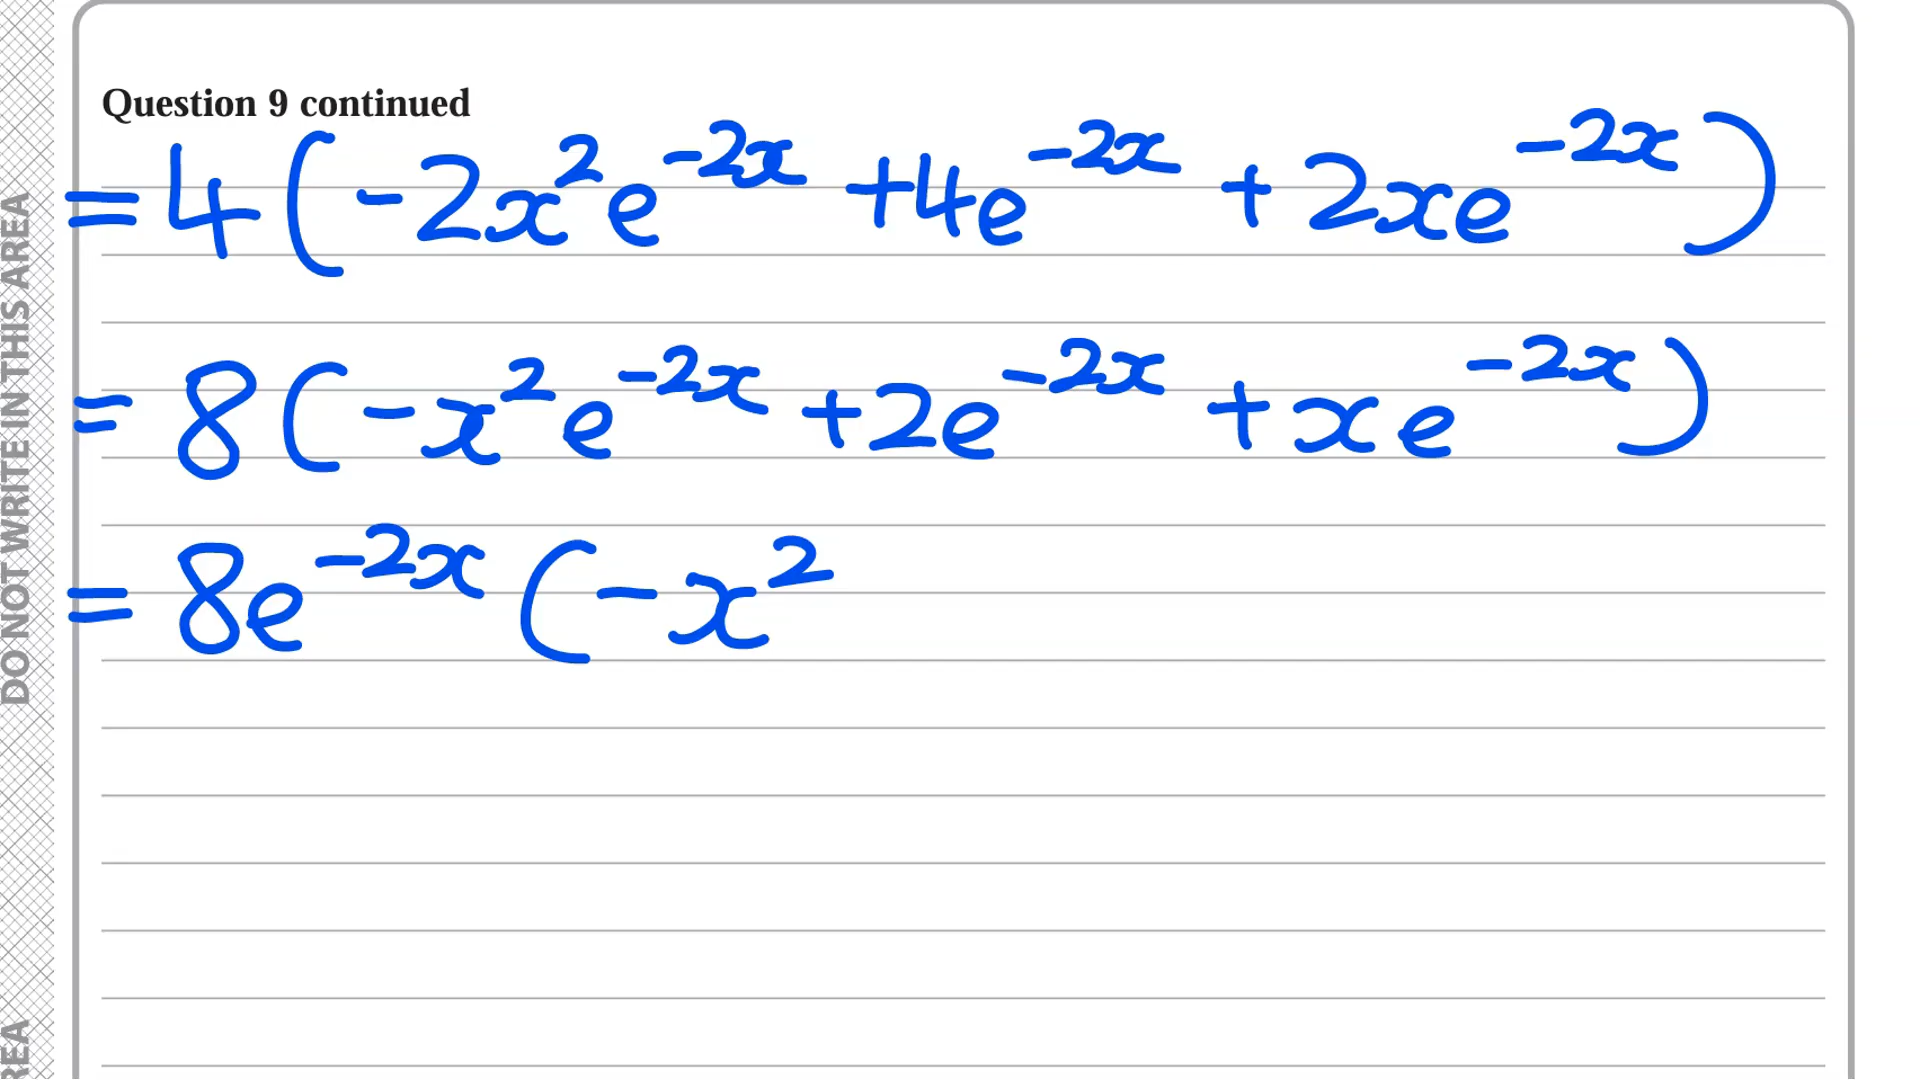 Question 9 continued
=4(-2x²e^{-2x} +4e^{-2x} +2xe^{-2x})
=8(-x²e^{-2x} +2e^{-2x} +xe^{-2x})
=8e^{-2x}(-x²
DO NOT WRITE IN THIS AREA
REA